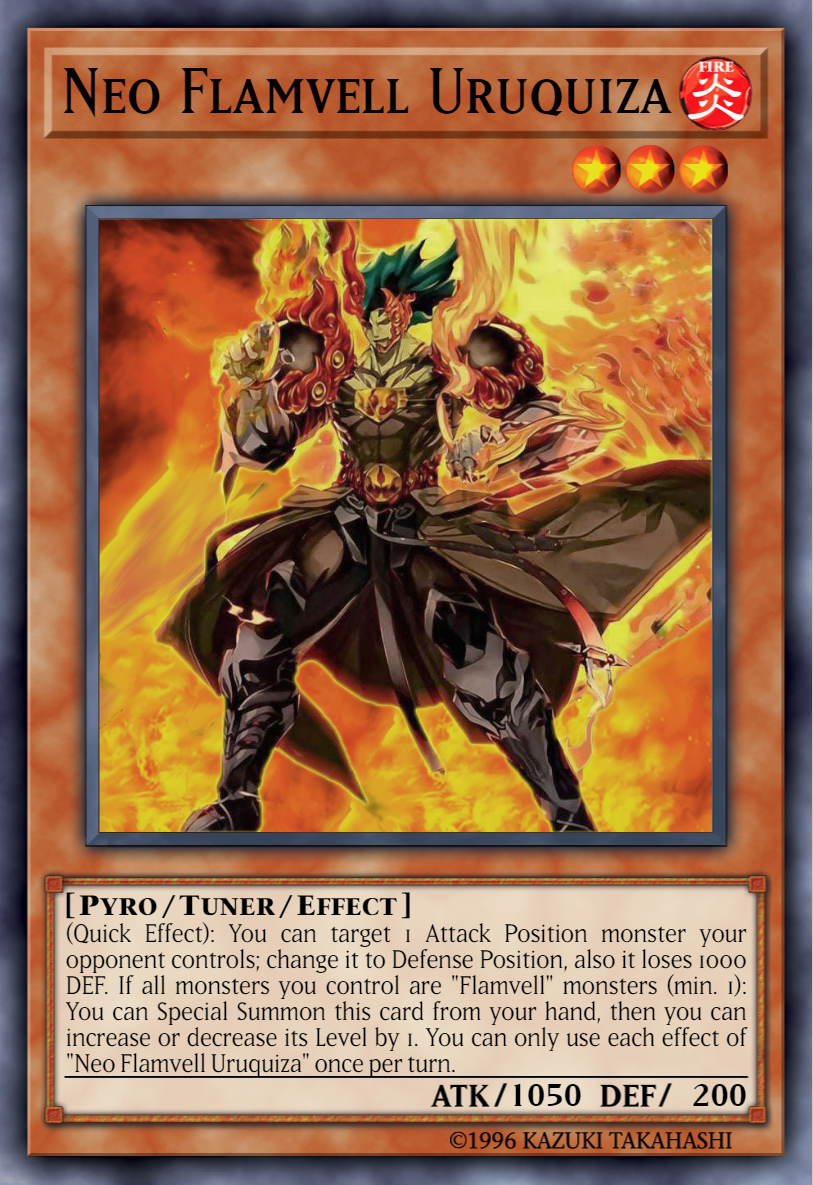 Neo Flamvell Uruquiza
FIRE
炎
[Pyro/Tuner/Effect]
(Quick Effect): You can target 1 Attack Position monster your
opponent controls; change it to Defense Position, also it loses 1000
DEF. If all monsters you control are "Flamvell" monsters (min. 1):
You can Special Summon this card from your hand, then you can
increase or decrease its Level by 1. You can only use each effect of
"Neo Flamvell Uruquiza" once per turn.
ATK/1050 DEF/ 200
©1996 KAZUKI TAKAHASHI